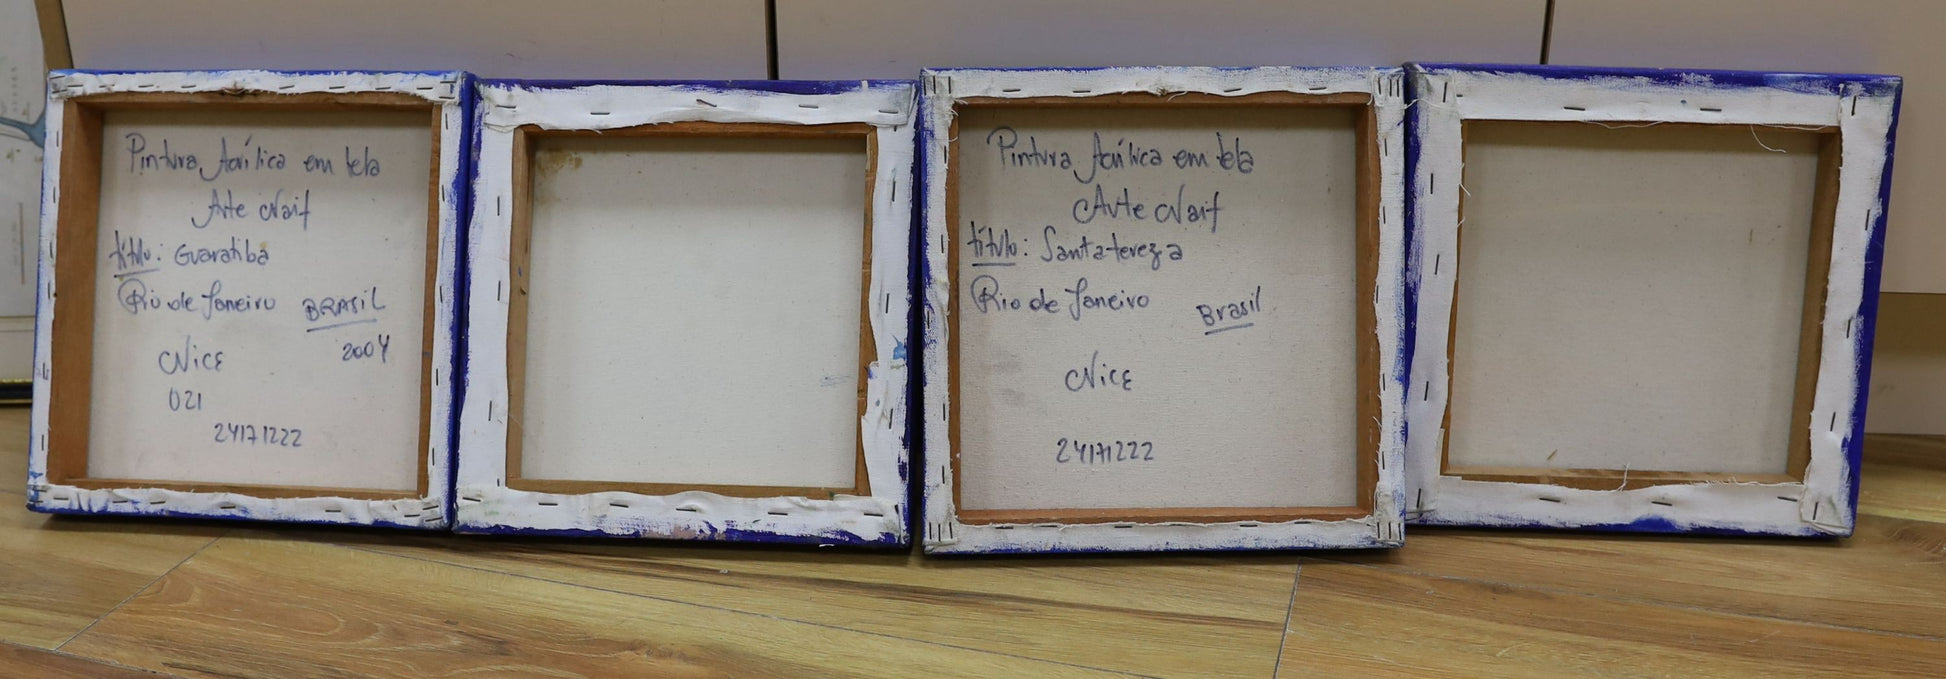 Pintura Acrílica em tela
Arte Naif
título: Guaratiba
Rio de Janeiro BRASIL
2004
Nice
021
24171222
Pintura Acrílica em tela
Arte Naif
título: Santa tereza
Rio de Janeiro Brasil
Nice
24171222